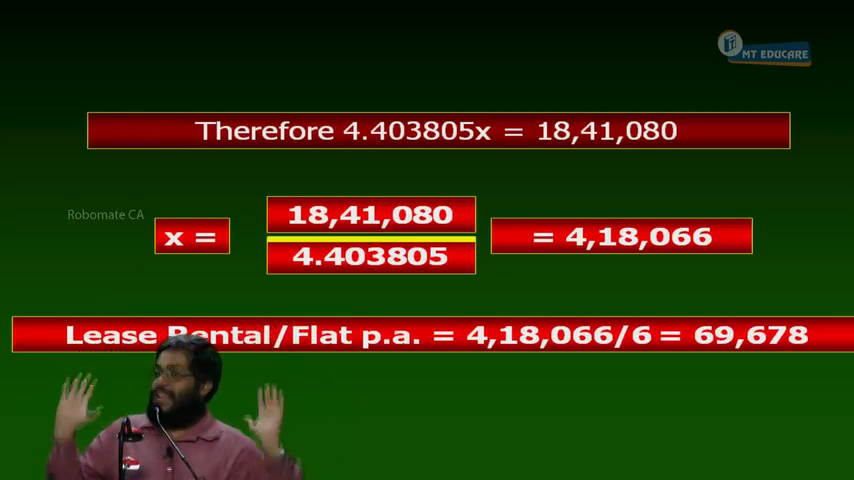 MT EDUCARE
Therefore 4.403805x = 18,41,080
Robomate CA
x =
18,41,080
4.403805
= 4,18,066
Lease Rental/Flat p.a. = 4,18,066/6 = 69,678